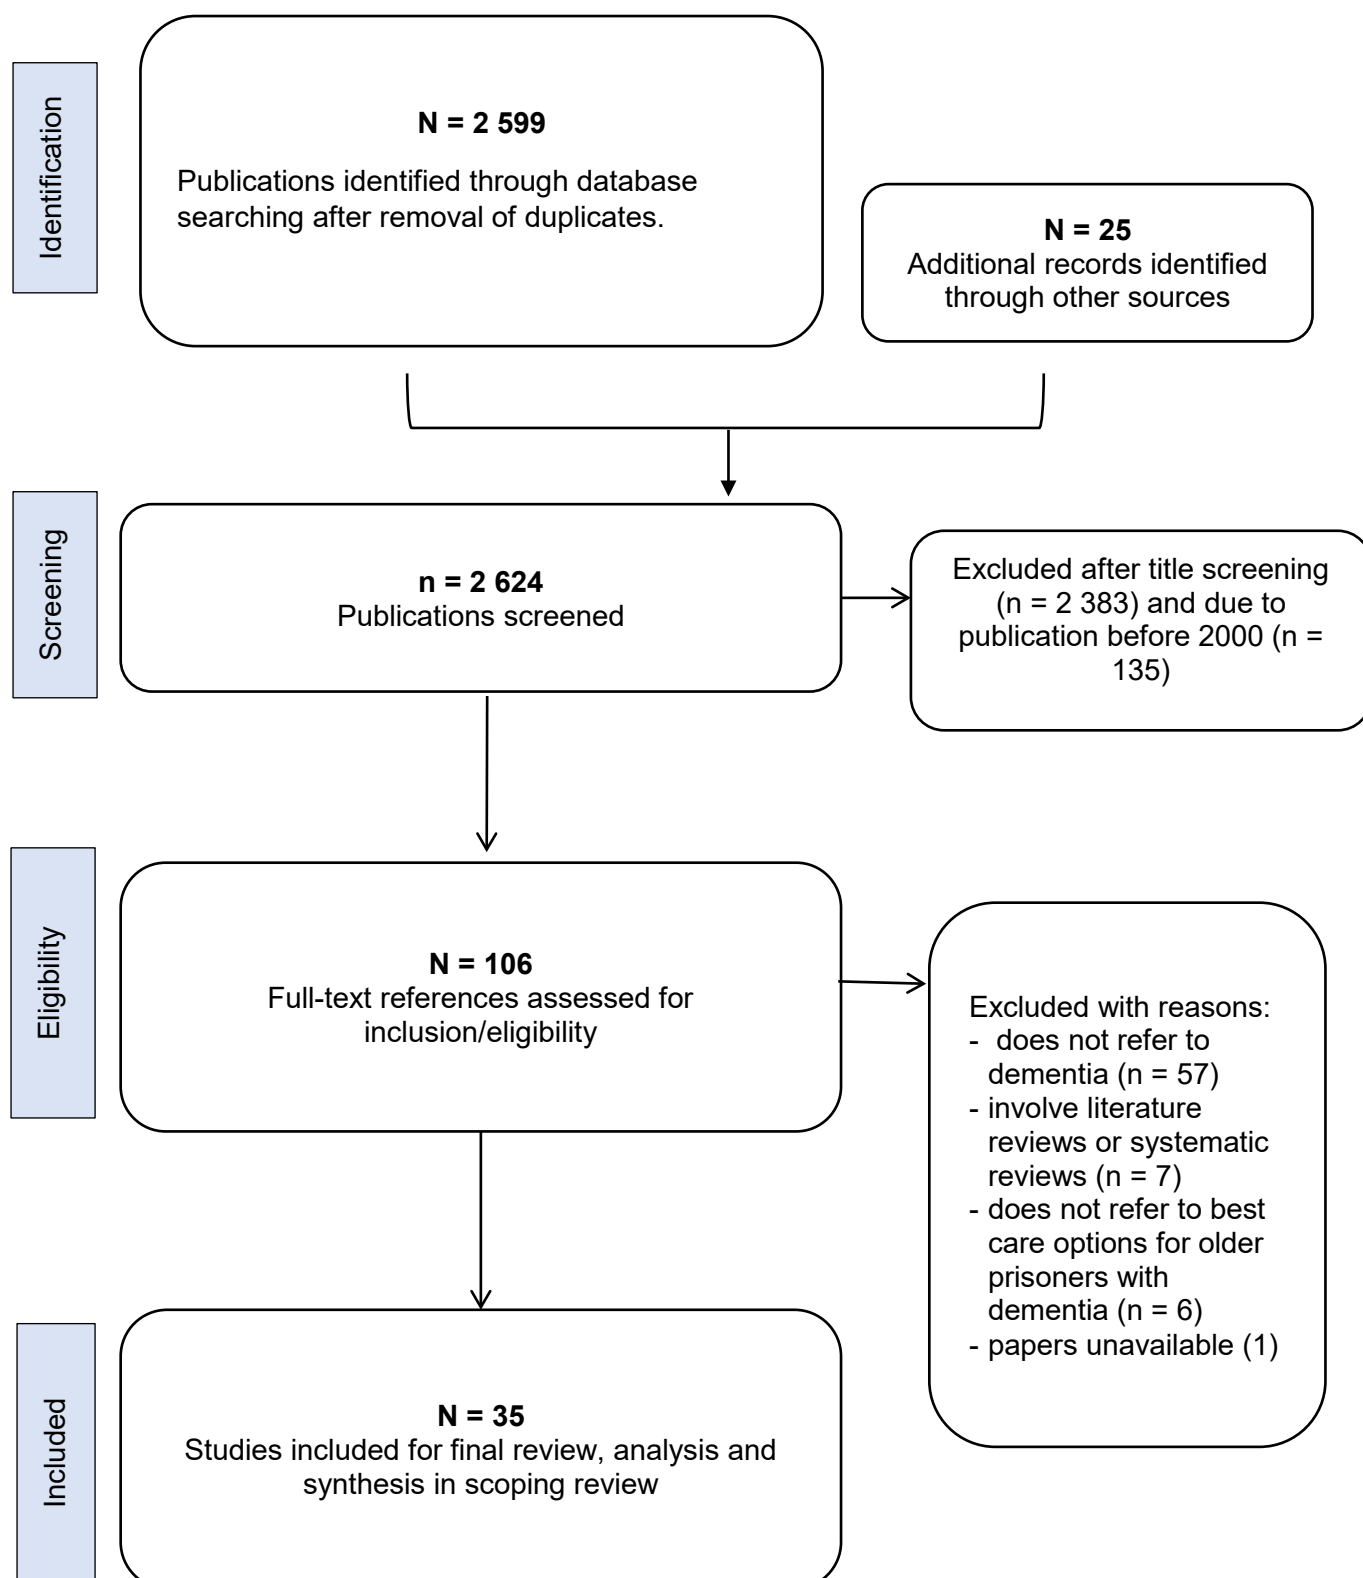 Identification
N = 2 599
Publications identified through database
searching after removal of duplicates.
N = 25
Additional records identified
through other sources
Screening
n = 2 624
Publications screened
Excluded after title screening
(n = 2 383) and due to
publication before 2000 (n =
135)
Eligibility
N = 106
Full-text references assessed for
inclusion/eligibility
Excluded with reasons:
- does not refer to
dementia (n = 57)
- involve literature
reviews or systematic
reviews (n = 7)
- does not refer to best
care options for older
prisoners with
dementia (n = 6)
- papers unavailable (1)
Included
N = 35
Studies included for final review, analysis and
synthesis in scoping review